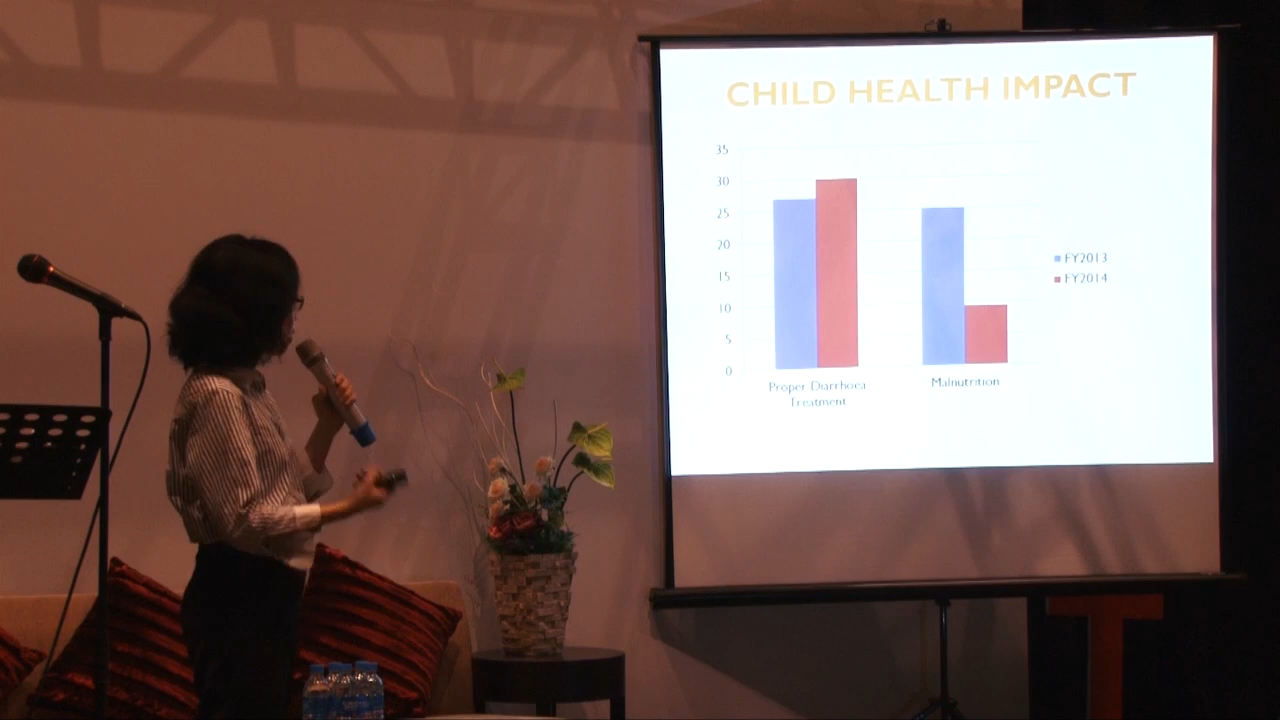 CHILD HEALTH IMPACT
35
30
25
20
15
10
5
0
Proper Diarrhoea
Treatment
Malnutrition
FY2013
FY2014
T